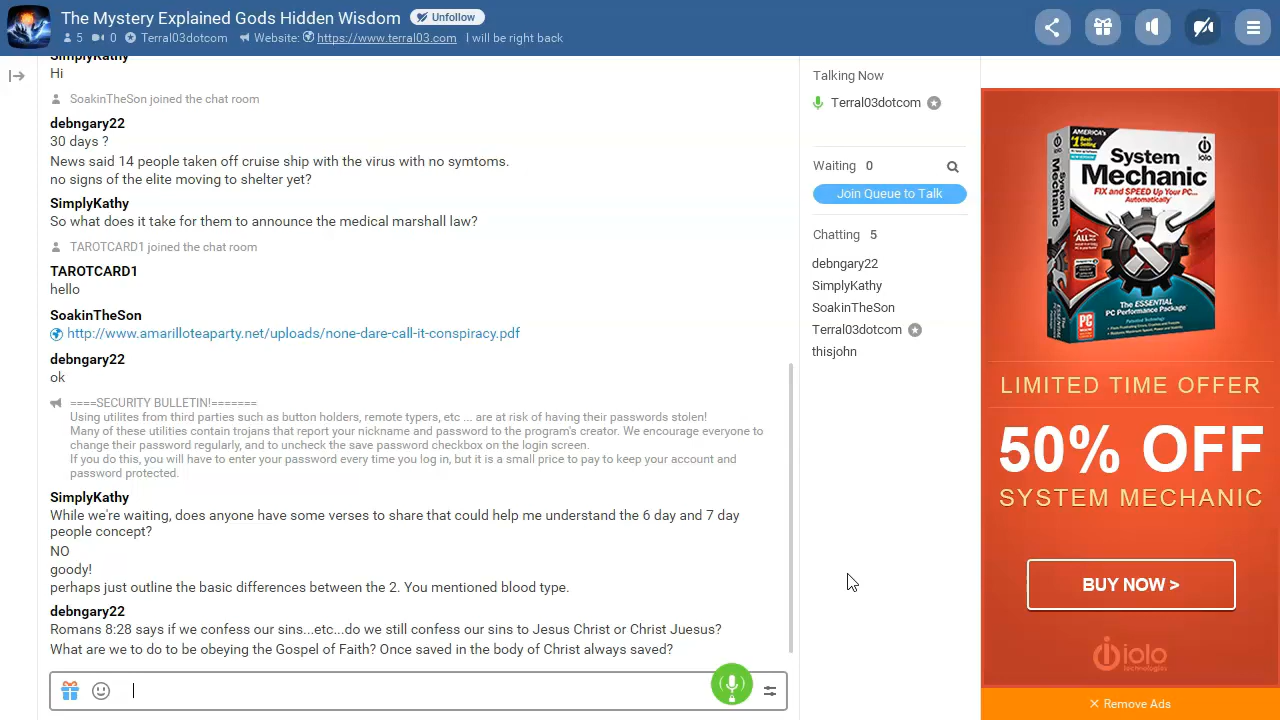 The Mystery Explained Gods Hidden Wisdom
Unfollow
5 0 Terral03dotcom Website: https://www.terral03.com I will be right back
SimplyKathy
Hi
SoakinTheSon joined the chat room
debngary22
30 days ?
News said 14 people taken off cruise ship with the virus with no symtoms.
no signs of the elite moving to shelter yet?
SimplyKathy
So what does it take for them to announce the medical marshall law?
TAROTCARD1 joined the chat room
TAROTCARD1
hello
SoakinTheSon
http://www.amarilloteaparty.net/uploads/none-dare-call-it-conspiracy.pdf
debngary22
ok
====SECURITY BULLETIN!=======
Using utilites from third parties such as button holders, remote typers, etc ... are at risk of having their passwords stolen!
Many of these utilities contain trojans that report your nickname and password to the program's creator. We encourage everyone to
change their password regularly, and to uncheck the save password checkbox on the login screen.
If you do this, you will have to enter your password every time you log in, but it is a small price to pay to keep your account and
password protected.
SimplyKathy
While we're waiting, does anyone have some verses to share that could help me understand the 6 day and 7 day
people concept?
NO
goody!
perhaps just outline the basic differences between the 2. You mentioned blood type.
debngary22
Romans 8:28 says if we confess our sins...etc...do we still confess our sins to Jesus Christ or Christ Juesus?
What are we to do to be obeying the Gospel of Faith? Once saved in the body of Christ always saved?
Talking Now
Terral03dotcom
Waiting 0
Join Queue to Talk
Chatting 5
debngary22
SimplyKathy
SoakinTheSon
Terral03dotcom
thisjohn
AMERICA'S
#1 Best
Selling
iolo
System
Mechanic
FIX and SPEED Up Your PC...
Automatically
The ESSENTIAL
PC Performance Package
LIMITED TIME OFFER
50% OFF
SYSTEM MECHANIC
BUY NOW >
iolo
technologies
Remove Ads